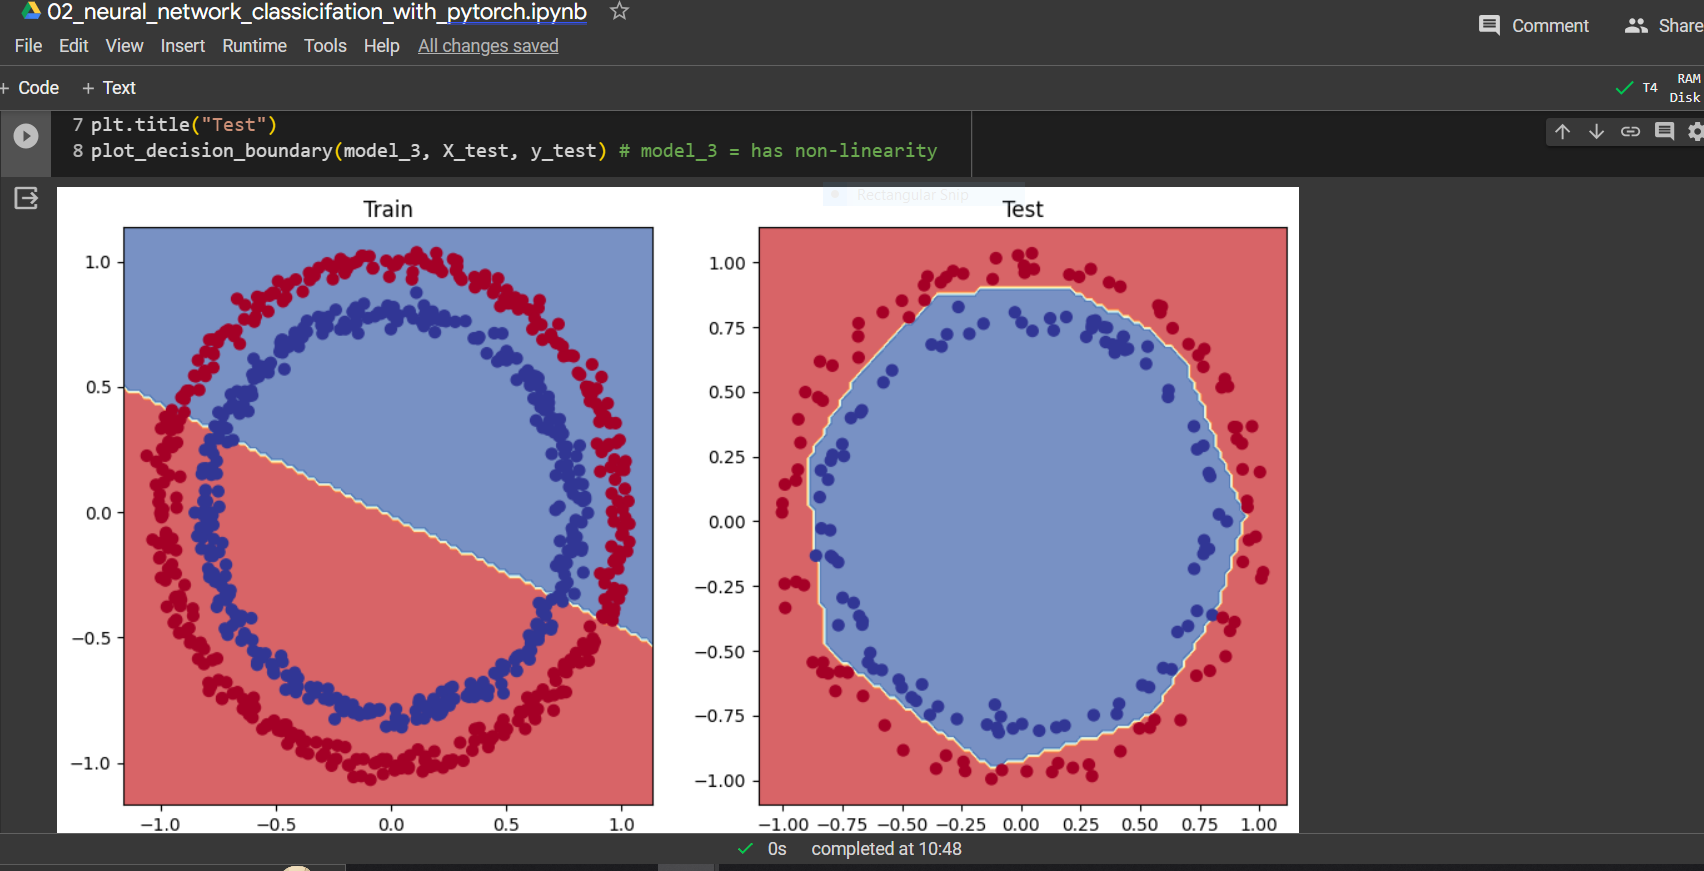 02_neural_network_classicifation_with_pytorch.ipynb
Comment
Share
File Edit View Insert Runtime Tools Help All changes saved
+ Code + Text
T4
RAM
Disk
7 plt.title("Test")
8 plot_decision_boundary(model_3, X_test, y_test) # model_3 = has non-linearity
Rectangular Snip
Train
1.0
0.5
0.0
−0.5
−1.0
−1.0 −0.5 0.0 0.5 1.0
Test
1.00
0.75
0.50
0.25
0.00
−0.25
−0.50
−0.75
−1.00
−1.00 −0.75 −0.50 −0.25 0.00 0.25 0.50 0.75 1.00
0s completed at 10:48